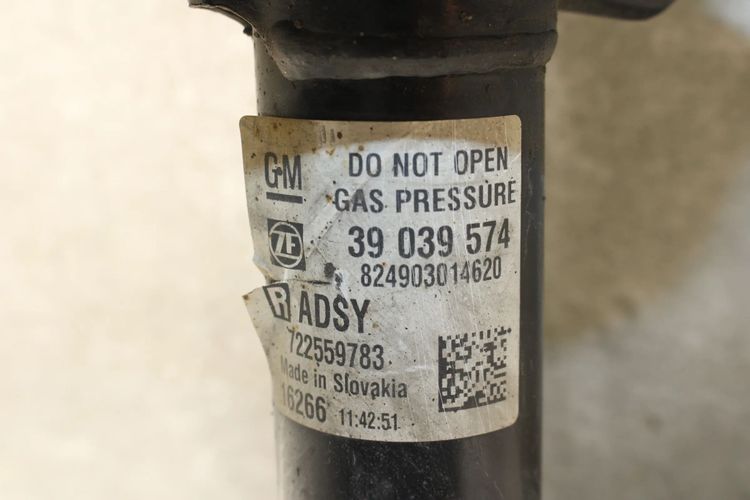 GM DO NOT OPEN
GAS PRESSURE
ZF 39 039 574
824903014620
R ADSY
722559783
Made in Slovakia
16266 11:42:51